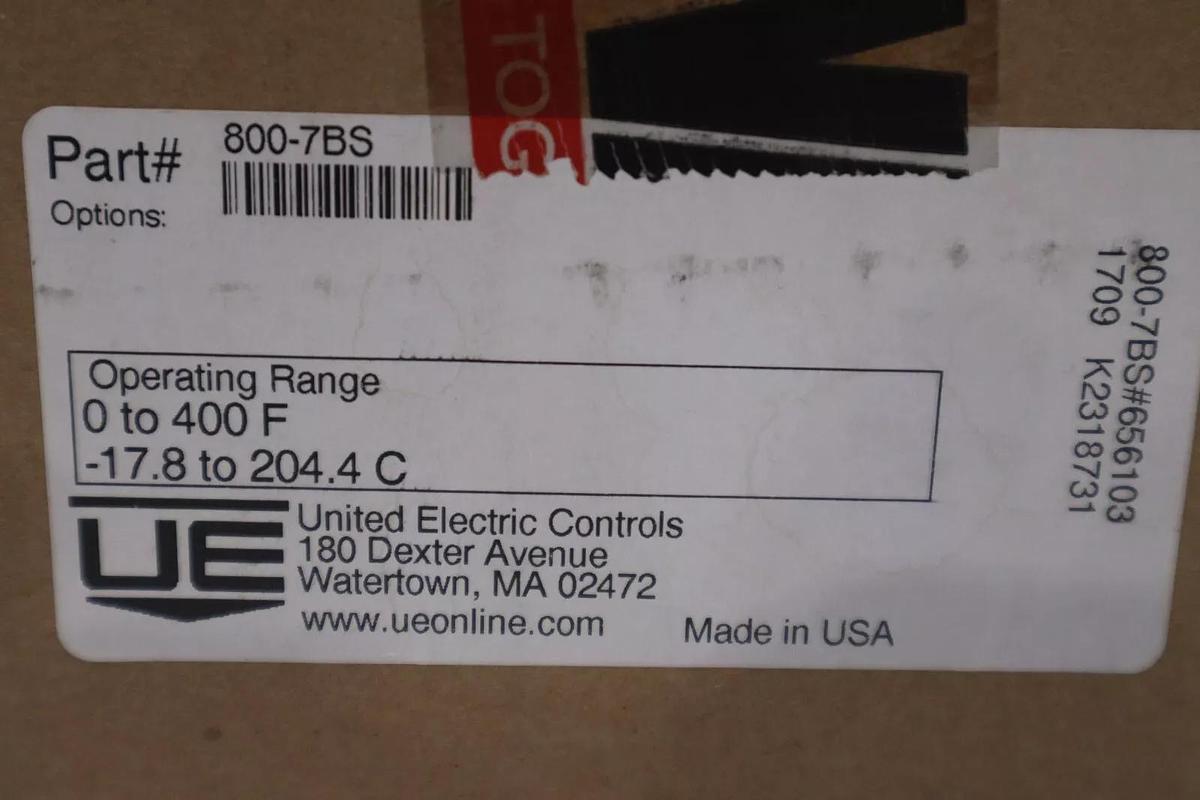 TOG
Part# 800-7BS
Options:
Operating Range
0 to 400 F
-17.8 to 204.4 C
UE
United Electric Controls
180 Dexter Avenue
Watertown, MA 02472
www.ueonline.com
Made in USA
800-7BS#656103
1709 K2318731